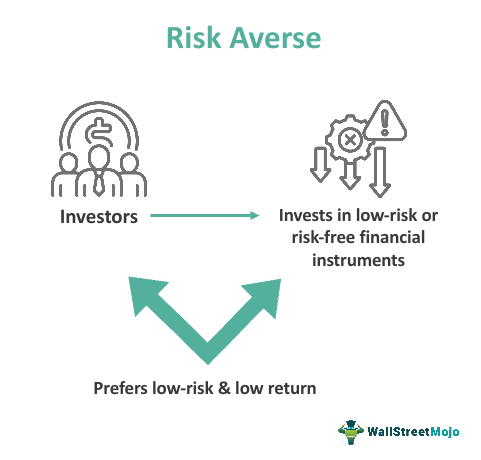 Risk Averse
Investors
Invests in low-risk or
risk-free financial
instruments
Prefers low-risk & low return
WallStreetMojo